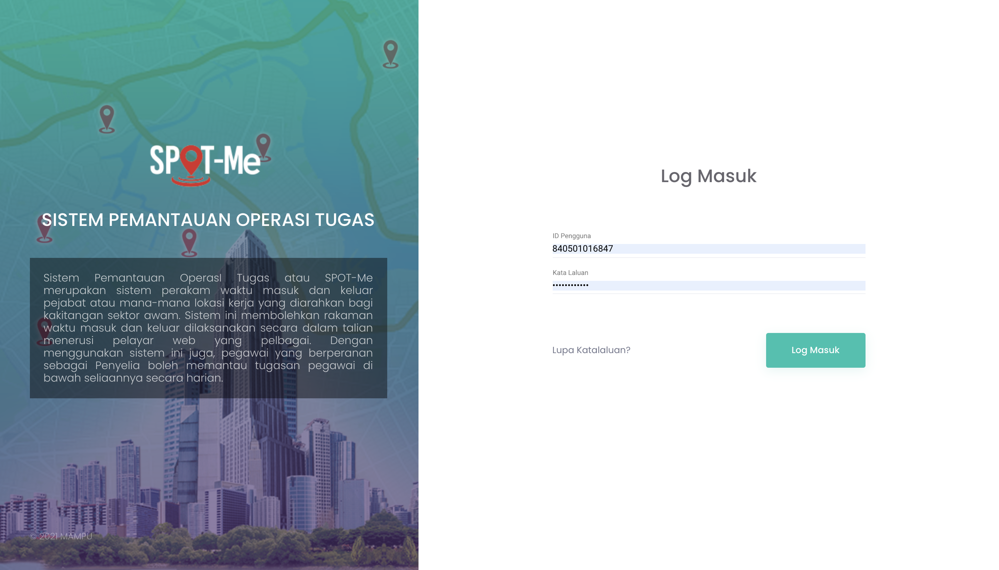 SPOT-Me
SISTEM PEMANTAUAN OPERASI TUGAS
Sistem Pemantauan OperasI Tugas atau SPOT-Me
merupakan sistem perakam waktu masuk dan keluar
pejabat atau mana-mana lokasi kerja yang diarahkan bagi
kakitangan sektor awam. Sistem ini membolehkan rakaman
waktu masuk dan keluar dilaksanakan secara dalam talian
menerusi pelayar web yang pelbagai. Dengan
menggunakan sistem ini juga, pegawai yang berperanan
sebagai Penyelia boleh memantau tugasan pegawai di
bawah seliaannya secara harian.
© 2021 MAMPU
Log Masuk
ID Pengguna
840501016847
Kata Laluan
••••••••••••
Lupa Katalaluan?
Log Masuk